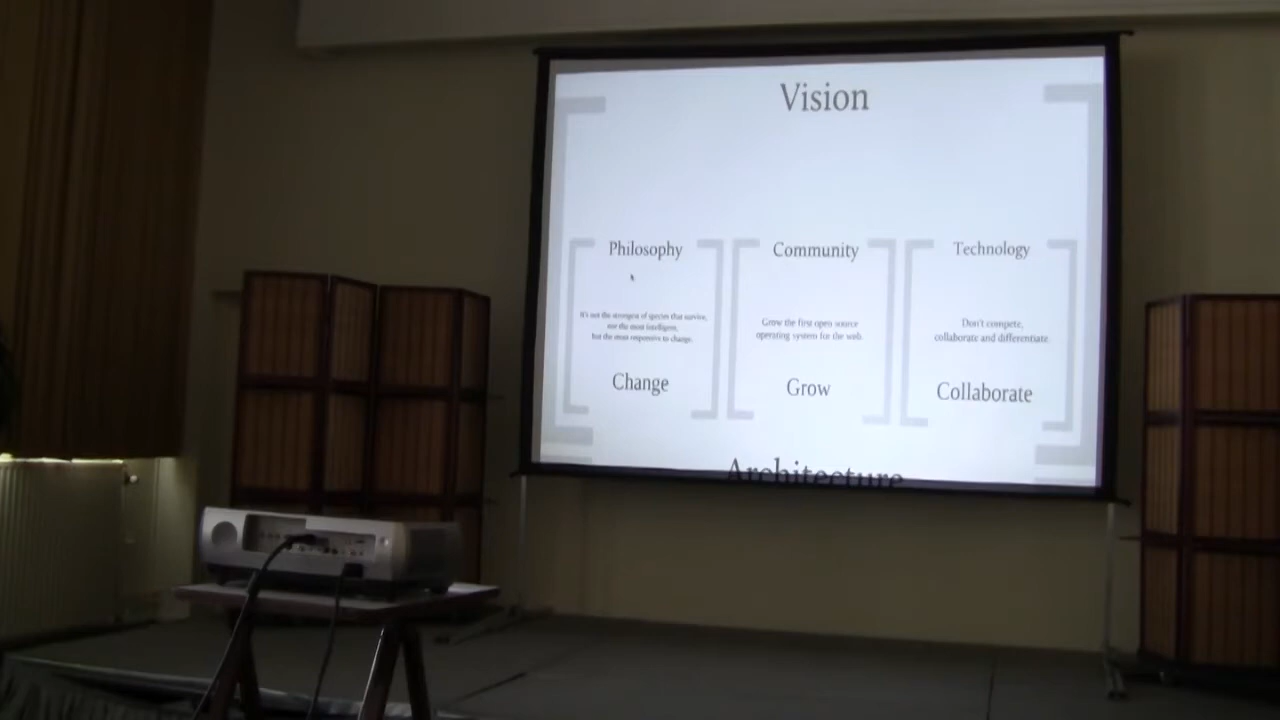 Vision
Philosophy
It's not the strongest of species that survive,
nor the most intelligent,
but the most responsive to change.
Change
Community
Grow the first open source
operating system for the web.
Grow
Technology
Don't compete,
collaborate and differentiate.
Collaborate
Architecture